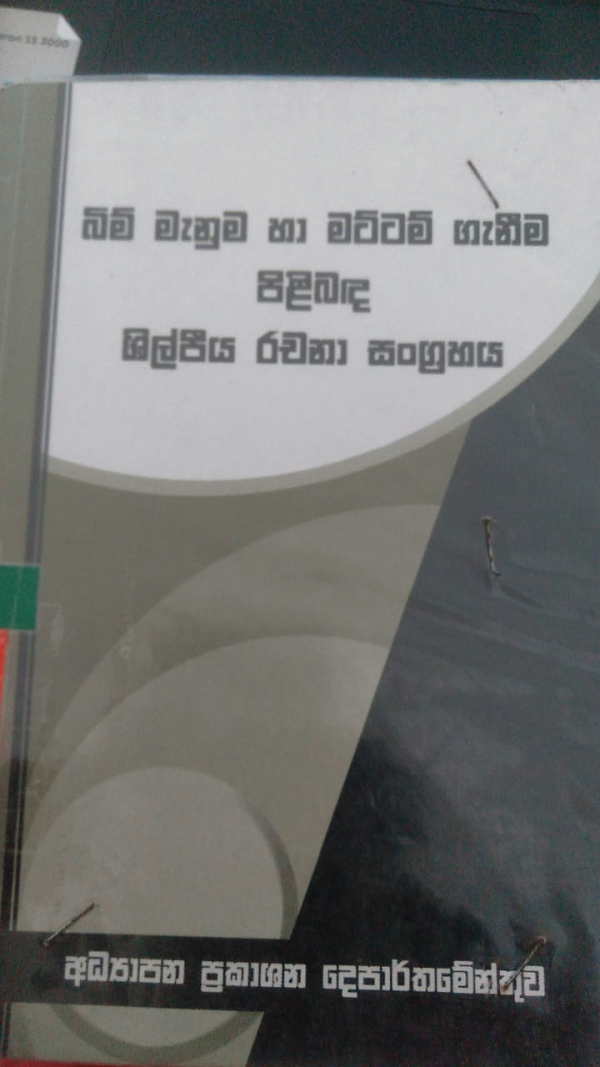 බිම් මැනුම හා මට්ටම් ගැනීම
පිළිබඳ
ශිල්පීය රචනා සංග්‍රහය
අධ්‍යාපන ප්‍රකාශන දෙපාර්තමේන්තුව